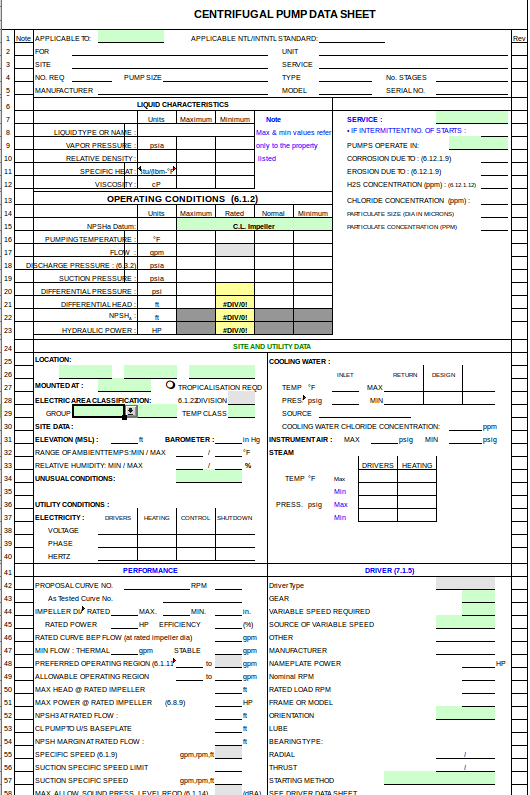 CENTRIFUGAL PUMP DATA SHEET
1 Note APPLICABLE TO: APPLICABLE NTL/INTNTL STANDARD: Rev
2 FOR UNIT
3 SITE SERVICE
4 NO. REQ PUMP SIZE TYPE No. STAGES
5 MANUFACTURER MODEL SERIAL NO.
6 LIQUID CHARACTERISTICS
7 Units Maximum Minimum Note SERVICE :
8 LIQUID TYPE OR NAME : Max & min values refer • IF INTERMITTENT NO. OF STARTS :
9 VAPOR PRESSURE : psia only to the property PUMPS OPERATE IN:
10 RELATIVE DENSITY : listed CORROSION DUE TO : (6.12.1.9)
11 SPECIFIC HEAT : Btu/(lbm-°F) EROSION DUE TO : (6.12.1.9)
12 VISCOSITY : cP H2S CONCENTRATION (ppm) : (6.12.1.12)
13 OPERATING CONDITIONS (6.1.2) CHLORIDE CONCENTRATION (ppm) :
14 Units Maximum Rated Normal Minimum PARTICULATE SIZE (DIA IN MICRONS)
15 NPSHa Datum: C.L. Impeller PARTICULATE CONCENTRATION (PPM)
16 PUMPING TEMPERATURE : °F
17 FLOW : gpm
18 DISCHARGE PRESSURE : (6.3.2) psia
19 SUCTION PRESSURE : psia
20 DIFFERENTIAL PRESSURE : psi
21 DIFFERENTIAL HEAD : ft #DIV/0!
22 NPSHA : ft #DIV/0!
23 HYDRAULIC POWER : HP #DIV/0!
24 SITE AND UTILITY DATA
25 LOCATION: COOLING WATER :
26 INLET RETURN DESIGN
27 MOUNTED AT : TROPICALISATION REQD TEMP °F MAX
28 ELECTRIC AREA CLASSIFICATION: 6.1.22 DIVISION PRES. MIN
29 GROUP TEMP CLASS SOURCE
30 SITE DATA : COOLING WATER CHLORIDE CONCENTRATION: ppm
31 ELEVATION (MSL) : ft BAROMETER : in Hg INSTRUMENT AIR : MAX psig MIN psig
32 RANGE OF AMBIENT TEMPS: MIN / MAX / °F STEAM
33 RELATIVE HUMIDITY: MIN / MAX / % DRIVERS HEATING
34 UNUSUAL CONDITIONS: TEMP °F Max
35 Min
36 UTILITY CONDITIONS : PRESS. psig Max
37 ELECTRICITY : DRIVERS HEATING CONTROL SHUTDOWN Min
38 VOLTAGE
39 PHASE
40 HERTZ
41 PERFORMANCE DRIVER (7.1.5)
42 PROPOSAL CURVE NO. RPM Driver Type
43 As Tested Curve No. GEAR
44 IMPELLER DIA RATED MAX. MIN. in. VARIABLE SPEED REQUIRED
45 RATED POWER HP EFFICIENCY (%) SOURCE OF VARIABLE SPEED
46 RATED CURVE BEP FLOW (at rated impeller dia) gpm OTHER
47 MIN FLOW : THERMAL gpm STABLE gpm MANUFACTURER
48 PREFERRED OPERATING REGION (6.1.11 to gpm NAMEPLATE POWER HP
49 ALLOWABLE OPERATING REGION to gpm Nominal RPM
50 MAX HEAD @ RATED IMPELLER ft RATED LOAD RPM
51 MAX POWER @ RATED IMPELLER (6.8.9) HP FRAME OR MODEL
52 NPSH3 AT RATED FLOW : ft ORIENTATION
53 CL PUMP TO U/S BASEPLATE ft LUBE
54 NPSH MARGIN AT RATED FLOW : ft BEARING TYPE:
55 SPECIFIC SPEED (6.1.9) gpm,rpm,ft RADIAL /
56 SUCTION SPECIFIC SPEED LIMIT THRUST /
57 SUCTION SPECIFIC SPEED gpm,rpm,ft STARTING METHOD
58 MAX. ALLOW. SOUND PRESS. LEVEL REQD (6.1.14) (dBA) SEE DRIVER DATA SHEET